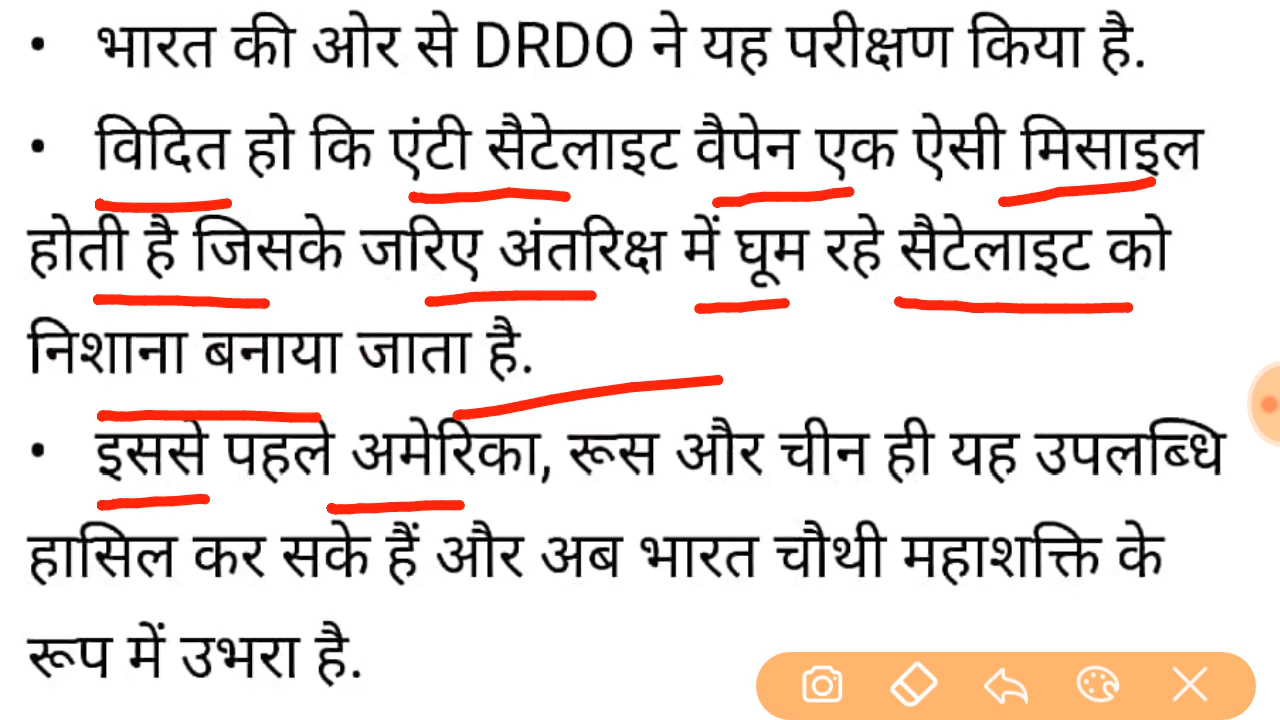 • भारत की ओर से DRDO ने यह परीक्षण किया है.
• विदित हो कि एंटी सैटेलाइट वैपेन एक ऐसी मिसाइल
होती है जिसके जरिए अंतरिक्ष में घूम रहे सैटेलाइट को
निशाना बनाया जाता है.
• इससे पहले अमेरिका, रूस और चीन ही यह उपलब्धि
हासिल कर सके हैं और अब भारत चौथी महाशक्ति के
रूप में उभरा है.